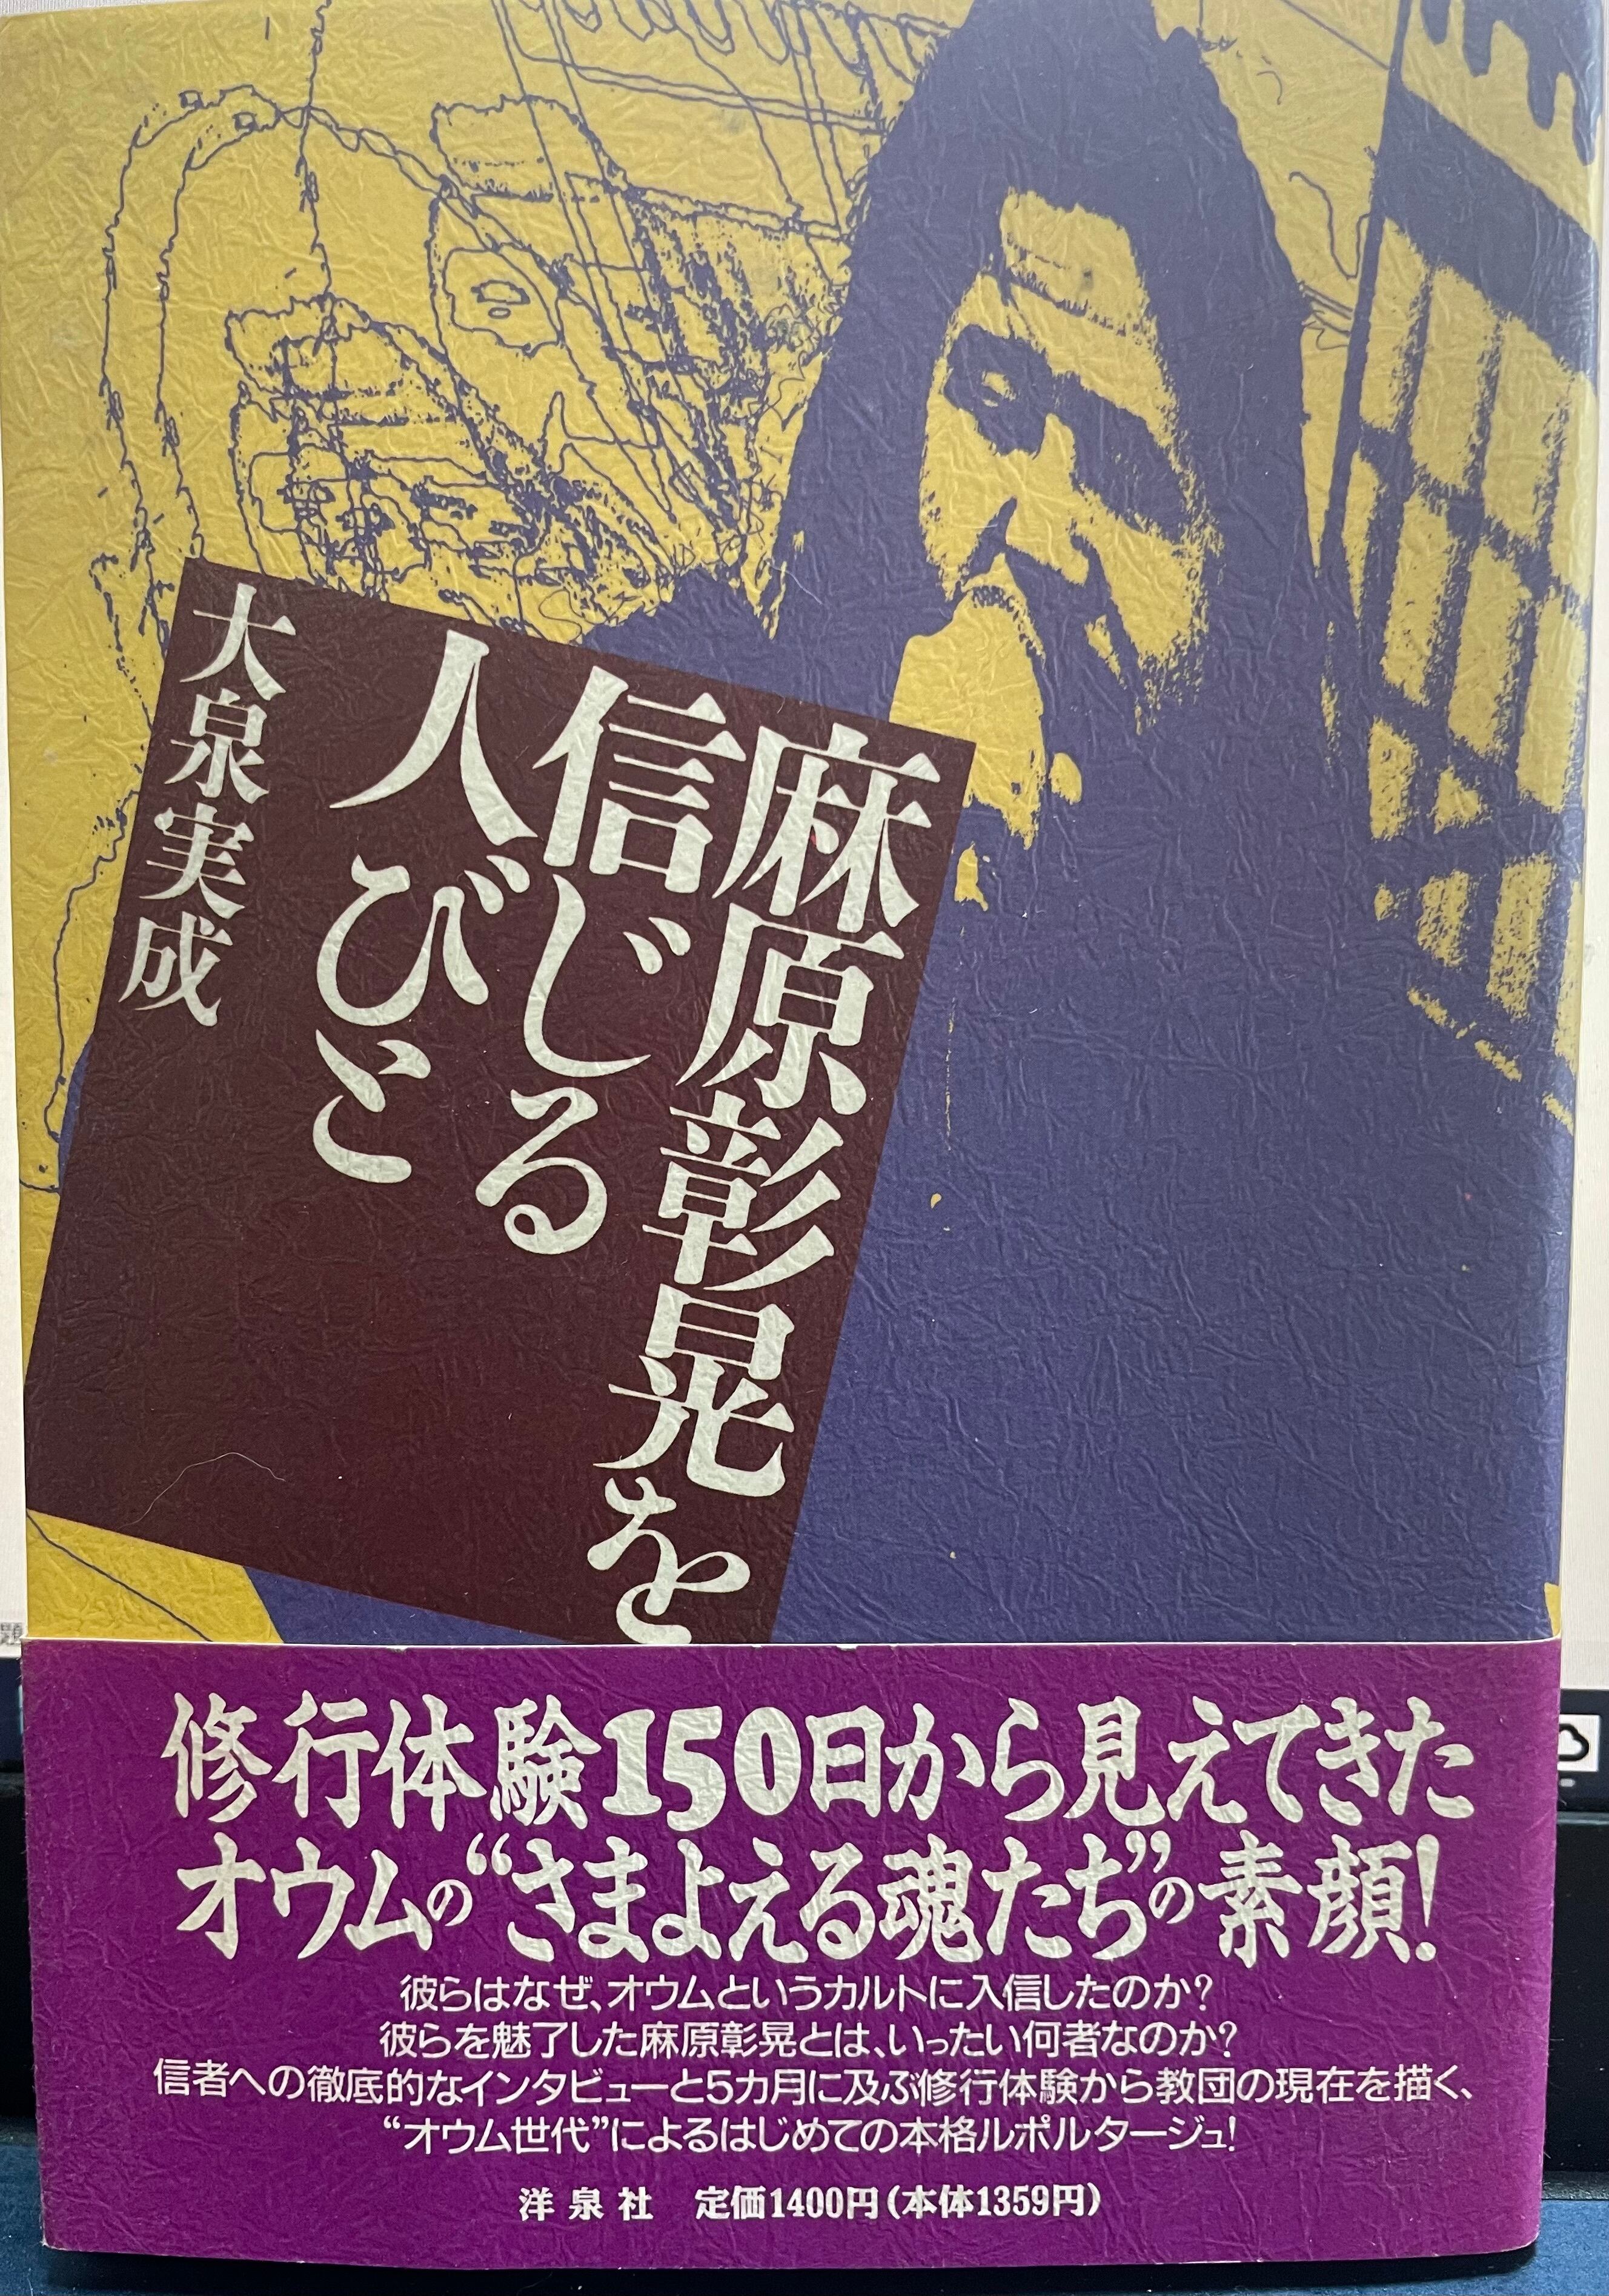 麻原彰晃を
信じる
人びと
大泉実成
修行体験150日から見えてきた
オウムの“さまよえる魂たち”の素顔!
彼らはなぜ、オウムというカルトに入信したのか?
彼らを魅了した麻原彰晃とは、いったい何者なのか?
信者への徹底的なインタビューと5カ月に及ぶ修行体験から教団の現在を描く、
“オウム世代”によるはじめての本格ルポルタージュ!
洋泉社 定価1400円(本体1359円)
題